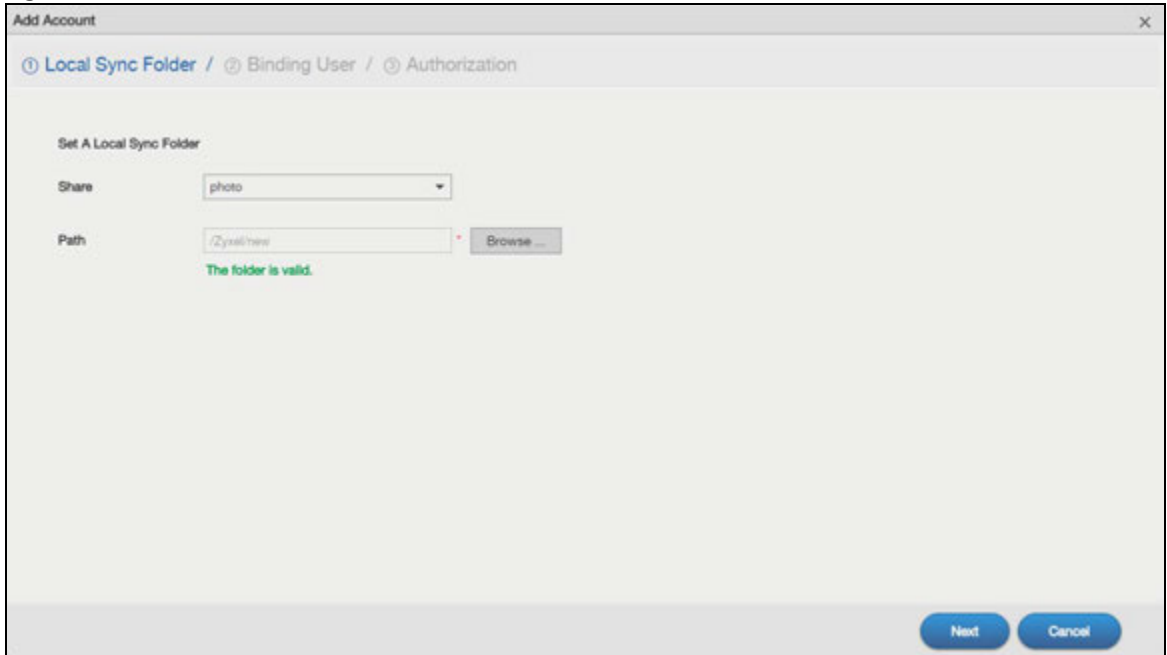 Add Account
① Local Sync Folder / ② Binding User / ③ Authorization
Set A Local Sync Folder
Share photo
Path /Zyxel/new * Browse ...
The folder is valid.
Next Cancel